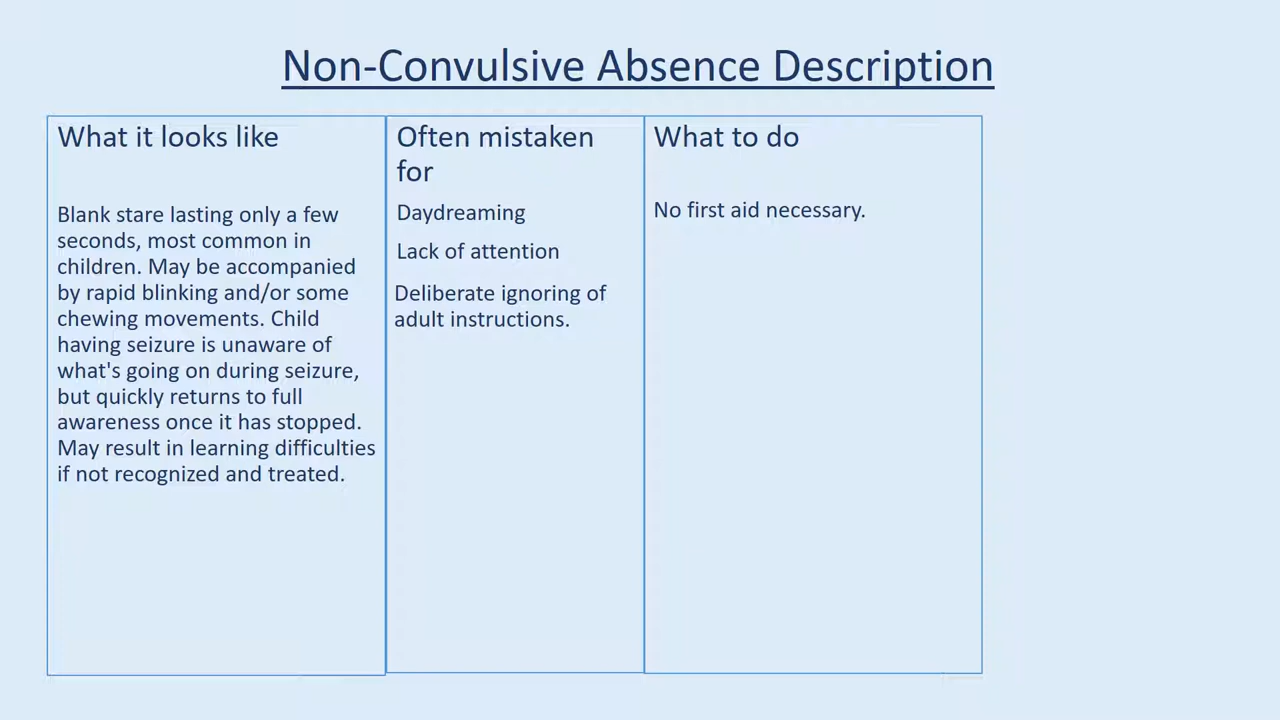 Non-Convulsive Absence Description
What it looks like
Blank stare lasting only a few
seconds, most common in
children. May be accompanied
by rapid blinking and/or some
chewing movements. Child
having seizure is unaware of
what's going on during seizure,
but quickly returns to full
awareness once it has stopped.
May result in learning difficulties
if not recognized and treated.
Often mistaken
for
Daydreaming
Lack of attention
Deliberate ignoring of
adult instructions.
What to do
No first aid necessary.